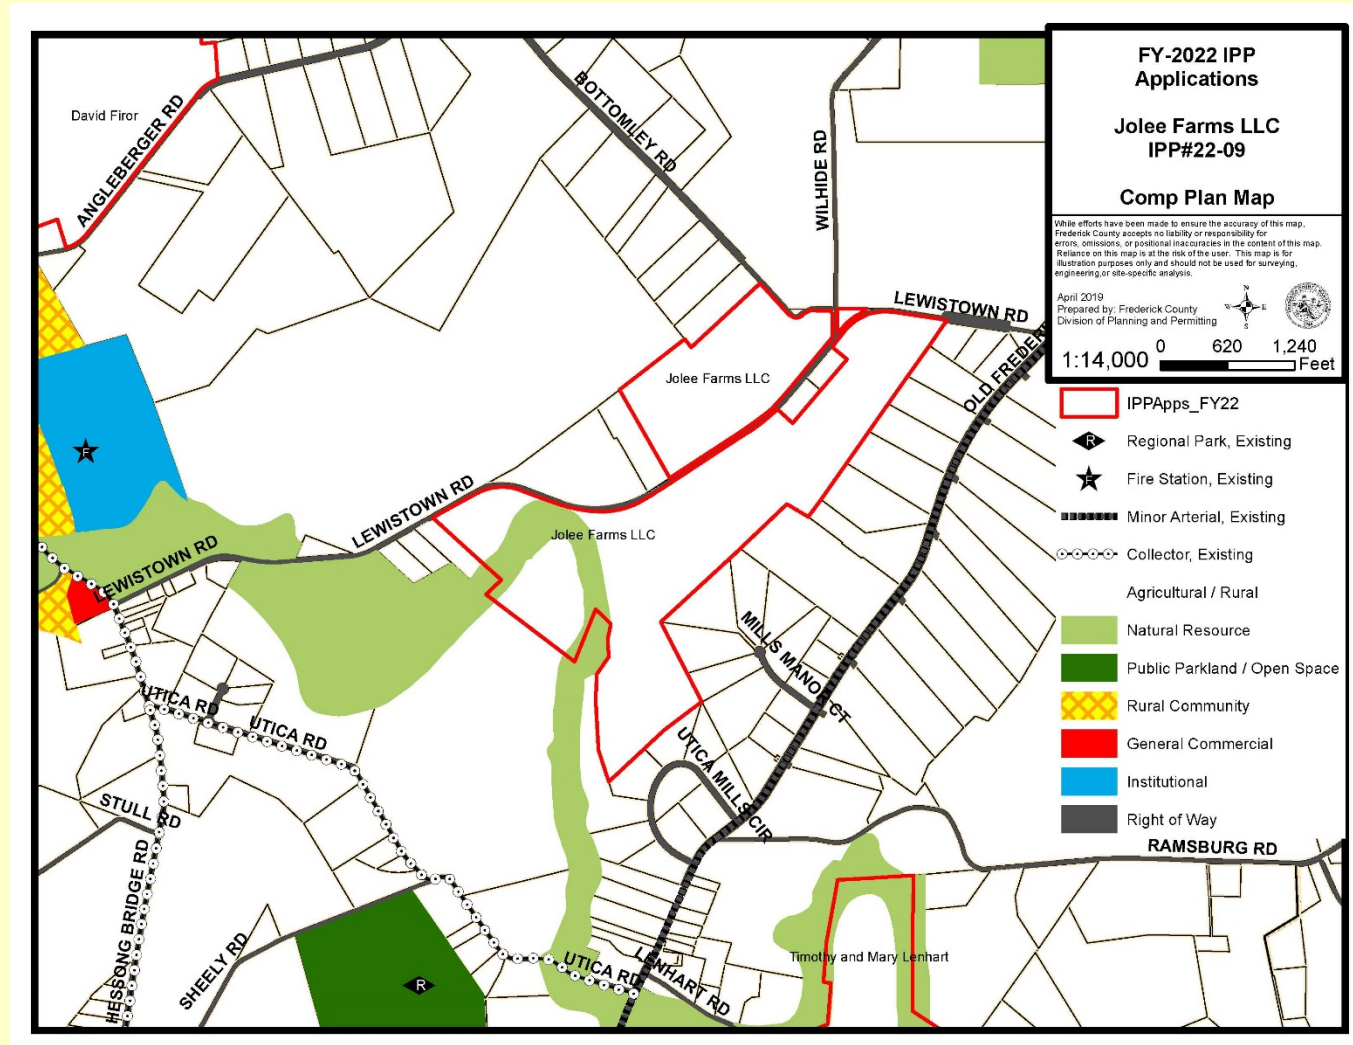 FY-2022 IPP
Applications
Jolee Farms LLC
IPP#22-09
Comp Plan Map
While efforts have been made to ensure the accuracy of this map,
Frederick County accepts no liability or responsibility for
errors, omissions, or positional inaccuracies in the content of this map.
Reliance on this map is at the risk of the user. This map is for
illustration purposes only and should not be used for surveying,
engineering,or site-specific analysis.
April 2019
Prepared by: Frederick County
Division of Planning and Permitting
N
W E
S
1:14,000
0 620 1,240
Feet
IPPApps_FY22
R
Regional Park, Existing
F
Fire Station, Existing
Minor Arterial, Existing
Collector, Existing
Agricultural / Rural
Natural Resource
Public Parkland / Open Space
Rural Community
General Commercial
Institutional
Right of Way
David Firor
ANGLEBERGER RD
BOTTOMLEY RD
WILHIDE RD
LEWISTOWN RD
OLD FREDERI
Jolee Farms LLC
F
LEWISTOWN RD
Jolee Farms LLC
LEWISTOWN RD
MILLS MANOR CT
UTICA RD
UTICA RD
UTICA MILLS CIR
STULL RD
RAMSBURG RD
HESSONG BRIDGE RD
SHEELY RD
R
UTICA RD
LENHART RD
Timothy and Mary Lenhart